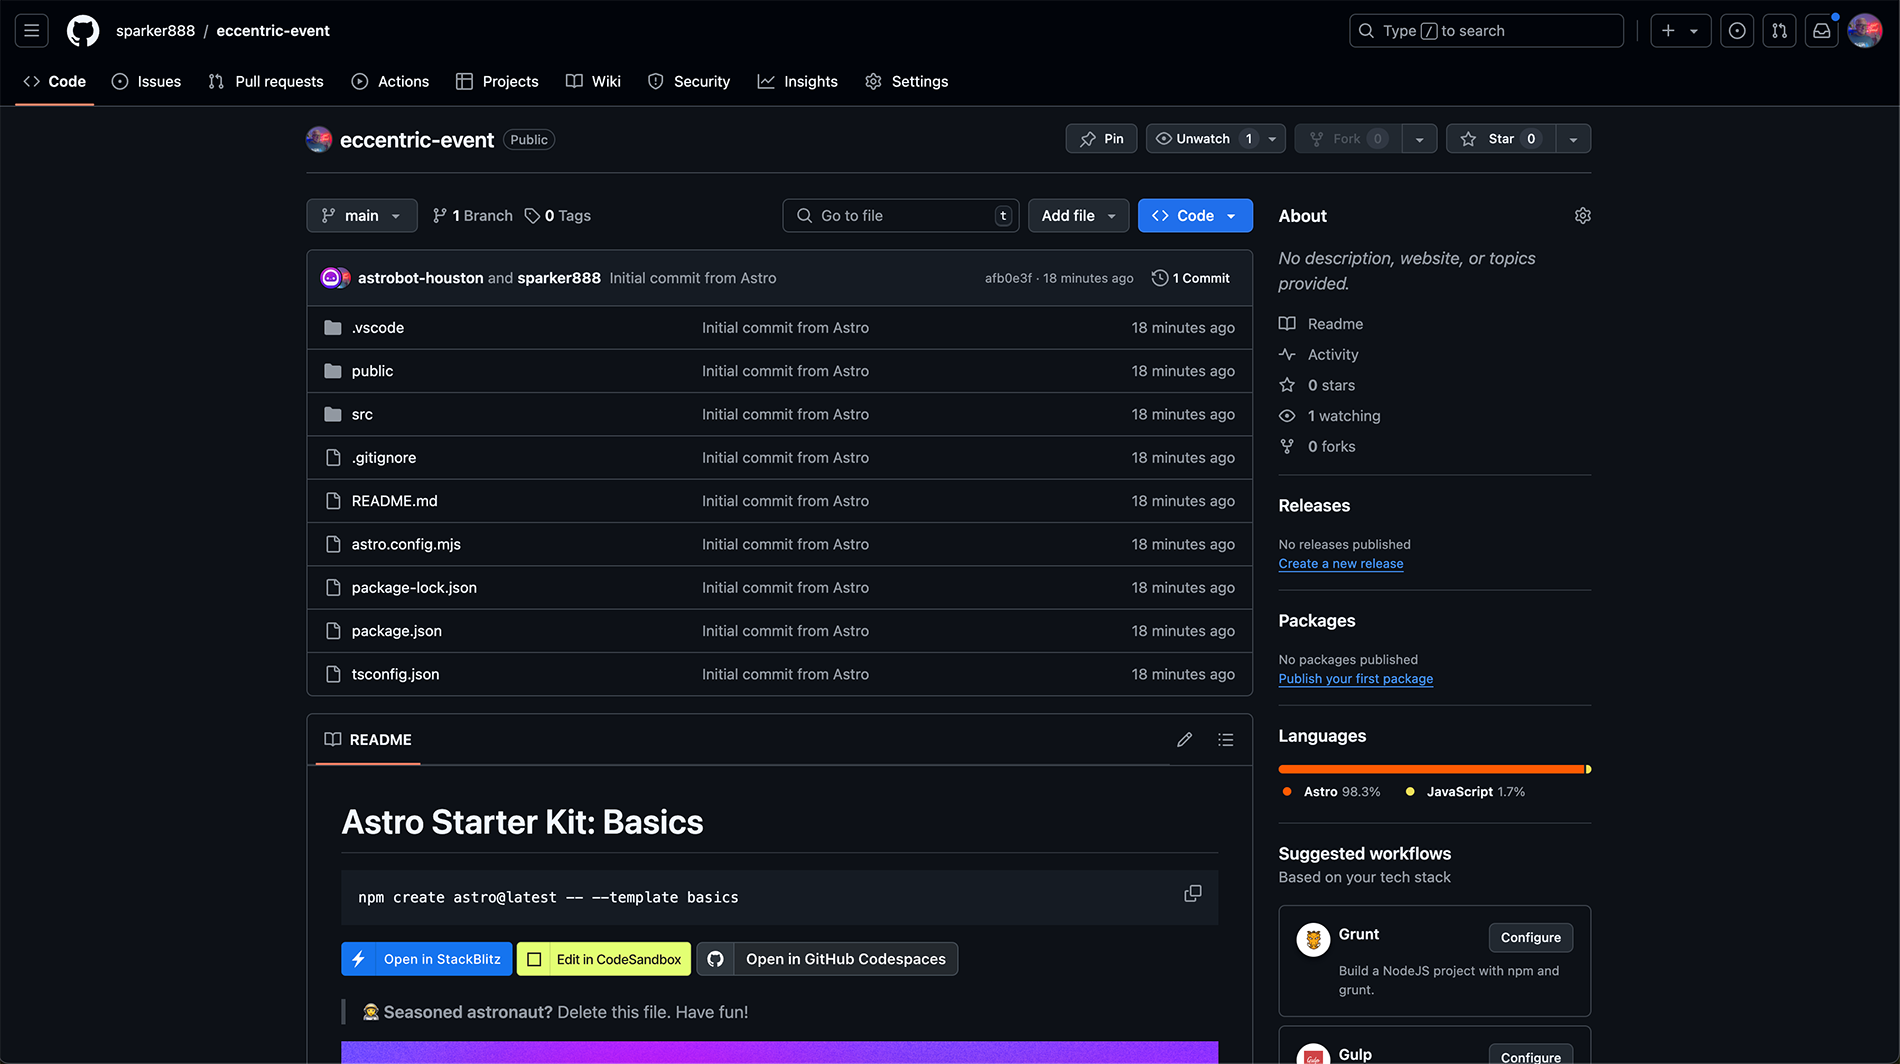 sparker888 / eccentric-event
Type / to search
Code Issues Pull requests Actions Projects Wiki Security Insights Settings
eccentric-event Public
Pin Unwatch 1 Fork 0 Star 0
main 1 Branch 0 Tags Go to file t Add file Code
astrobot-houston and sparker888 Initial commit from Astro afb0e3f · 18 minutes ago 1 Commit
.vscode Initial commit from Astro 18 minutes ago
public Initial commit from Astro 18 minutes ago
src Initial commit from Astro 18 minutes ago
.gitignore Initial commit from Astro 18 minutes ago
README.md Initial commit from Astro 18 minutes ago
astro.config.mjs Initial commit from Astro 18 minutes ago
package-lock.json Initial commit from Astro 18 minutes ago
package.json Initial commit from Astro 18 minutes ago
tsconfig.json Initial commit from Astro 18 minutes ago
README
Astro Starter Kit: Basics
npm create astro@latest -- --template basics
Open in StackBlitz Edit in CodeSandbox Open in GitHub Codespaces
🧑‍🚀 Seasoned astronaut? Delete this file. Have fun!
About
No description, website, or topics
provided.
Readme
Activity
0 stars
1 watching
0 forks
Releases
No releases published
Create a new release
Packages
No packages published
Publish your first package
Languages
Astro 98.3% JavaScript 1.7%
Suggested workflows
Based on your tech stack
Grunt Configure
Build a NodeJS project with npm and
grunt.
Gulp Configure